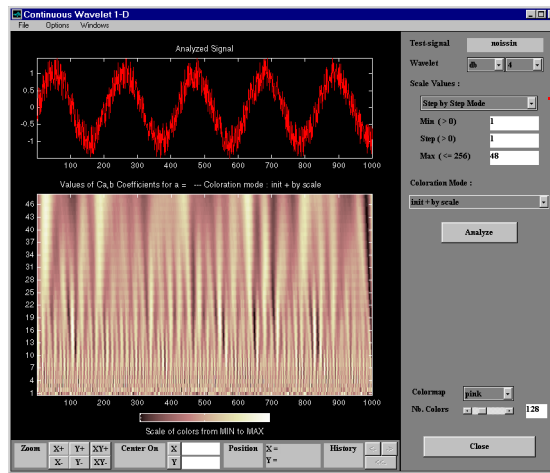 Continuous Wavelet 1-D
File Options Windows
Analyzed Signal
1
0.5
0
-0.5
-1
100 200 300 400 500 600 700 800 900 1000
Values of Ca,b Coefficients for a = --- Coloration mode : init + by scale
46
43
40
37
34
31
28
25
22
19
16
13
10
7
4
1
100 200 300 400 500 600 700 800 900 1000
Scale of colors from MIN to MAX
Test-signal noissin
Wavelet db 4
Scale Values :
Step by Step Mode
Min ( > 0) 1
Step ( > 0) 1
Max ( <= 256) 48
Coloration Mode :
init + by scale
Analyze
Colormap pink
Nb. Colors 128
Close
Zoom X+ Y+ XY+ Center On X Position X = History <- ->
X- Y- XY- Y Y = <<-